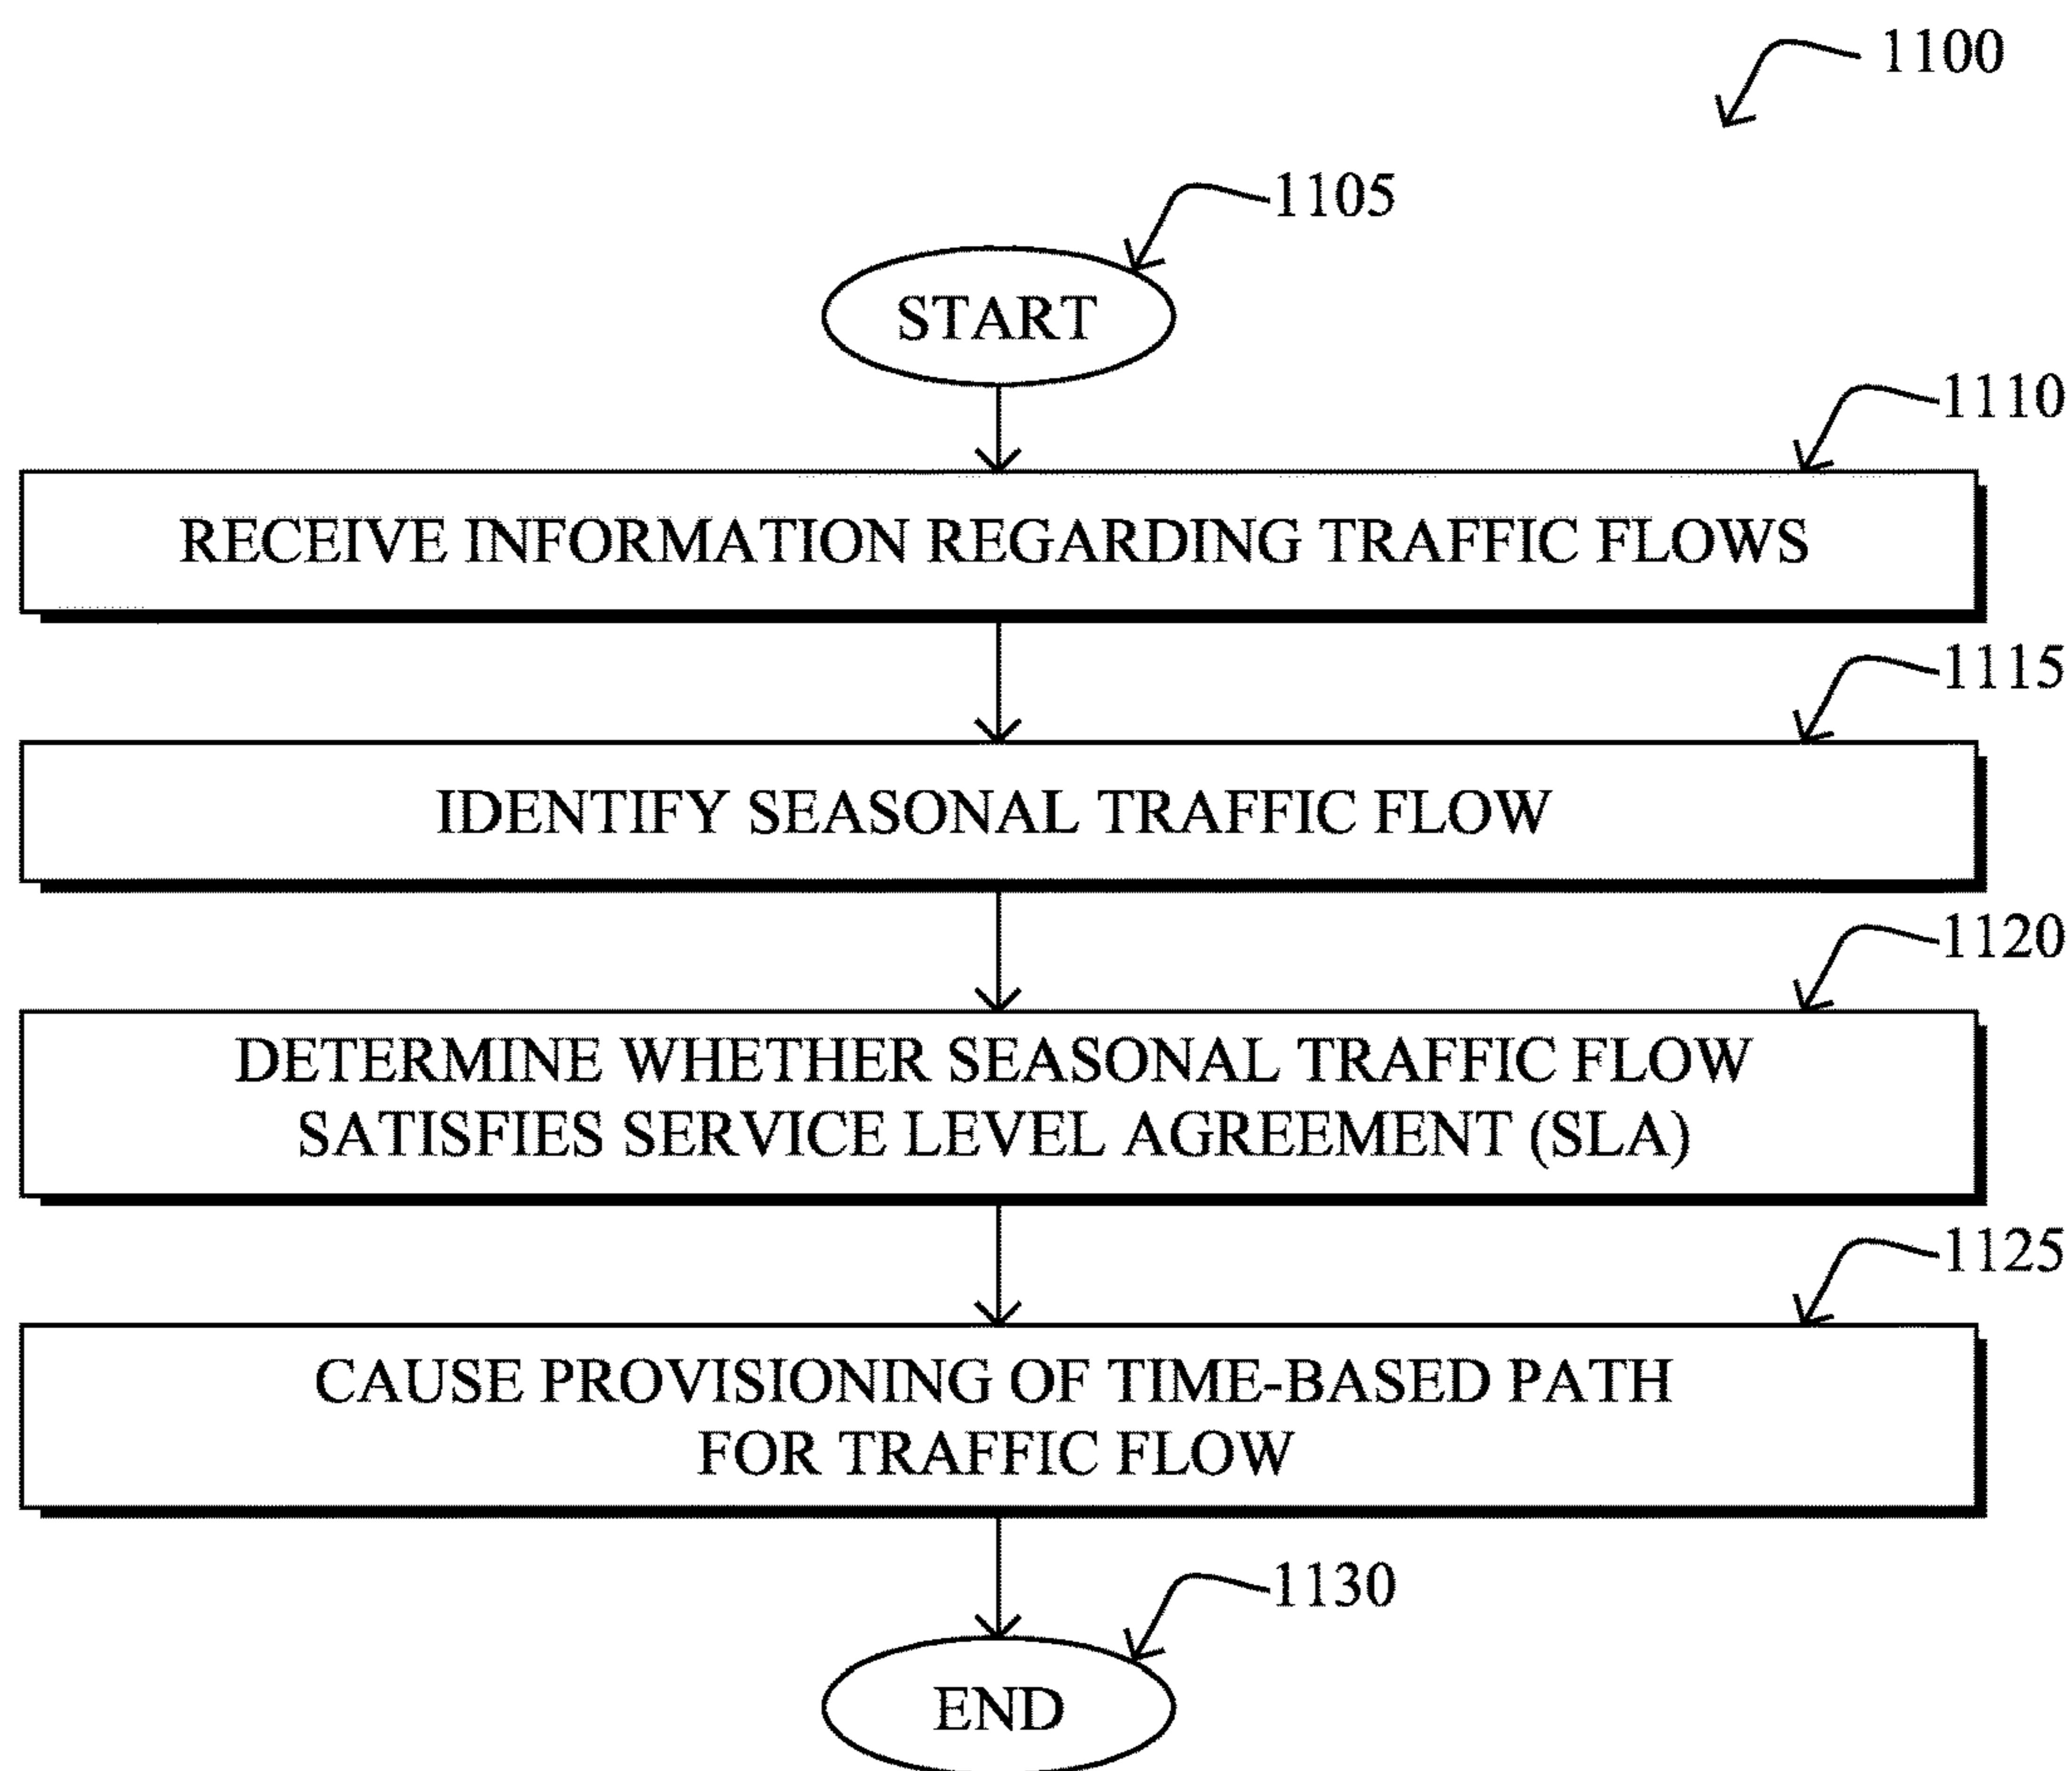 1100
1105
START
1110
RECEIVE INFORMATION REGARDING TRAFFIC FLOWS
1115
IDENTIFY SEASONAL TRAFFIC FLOW
1120
DETERMINE WHETHER SEASONAL TRAFFIC FLOW
SATISFIES SERVICE LEVEL AGREEMENT (SLA)
1125
CAUSE PROVISIONING OF TIME-BASED PATH
FOR TRAFFIC FLOW
1130
END